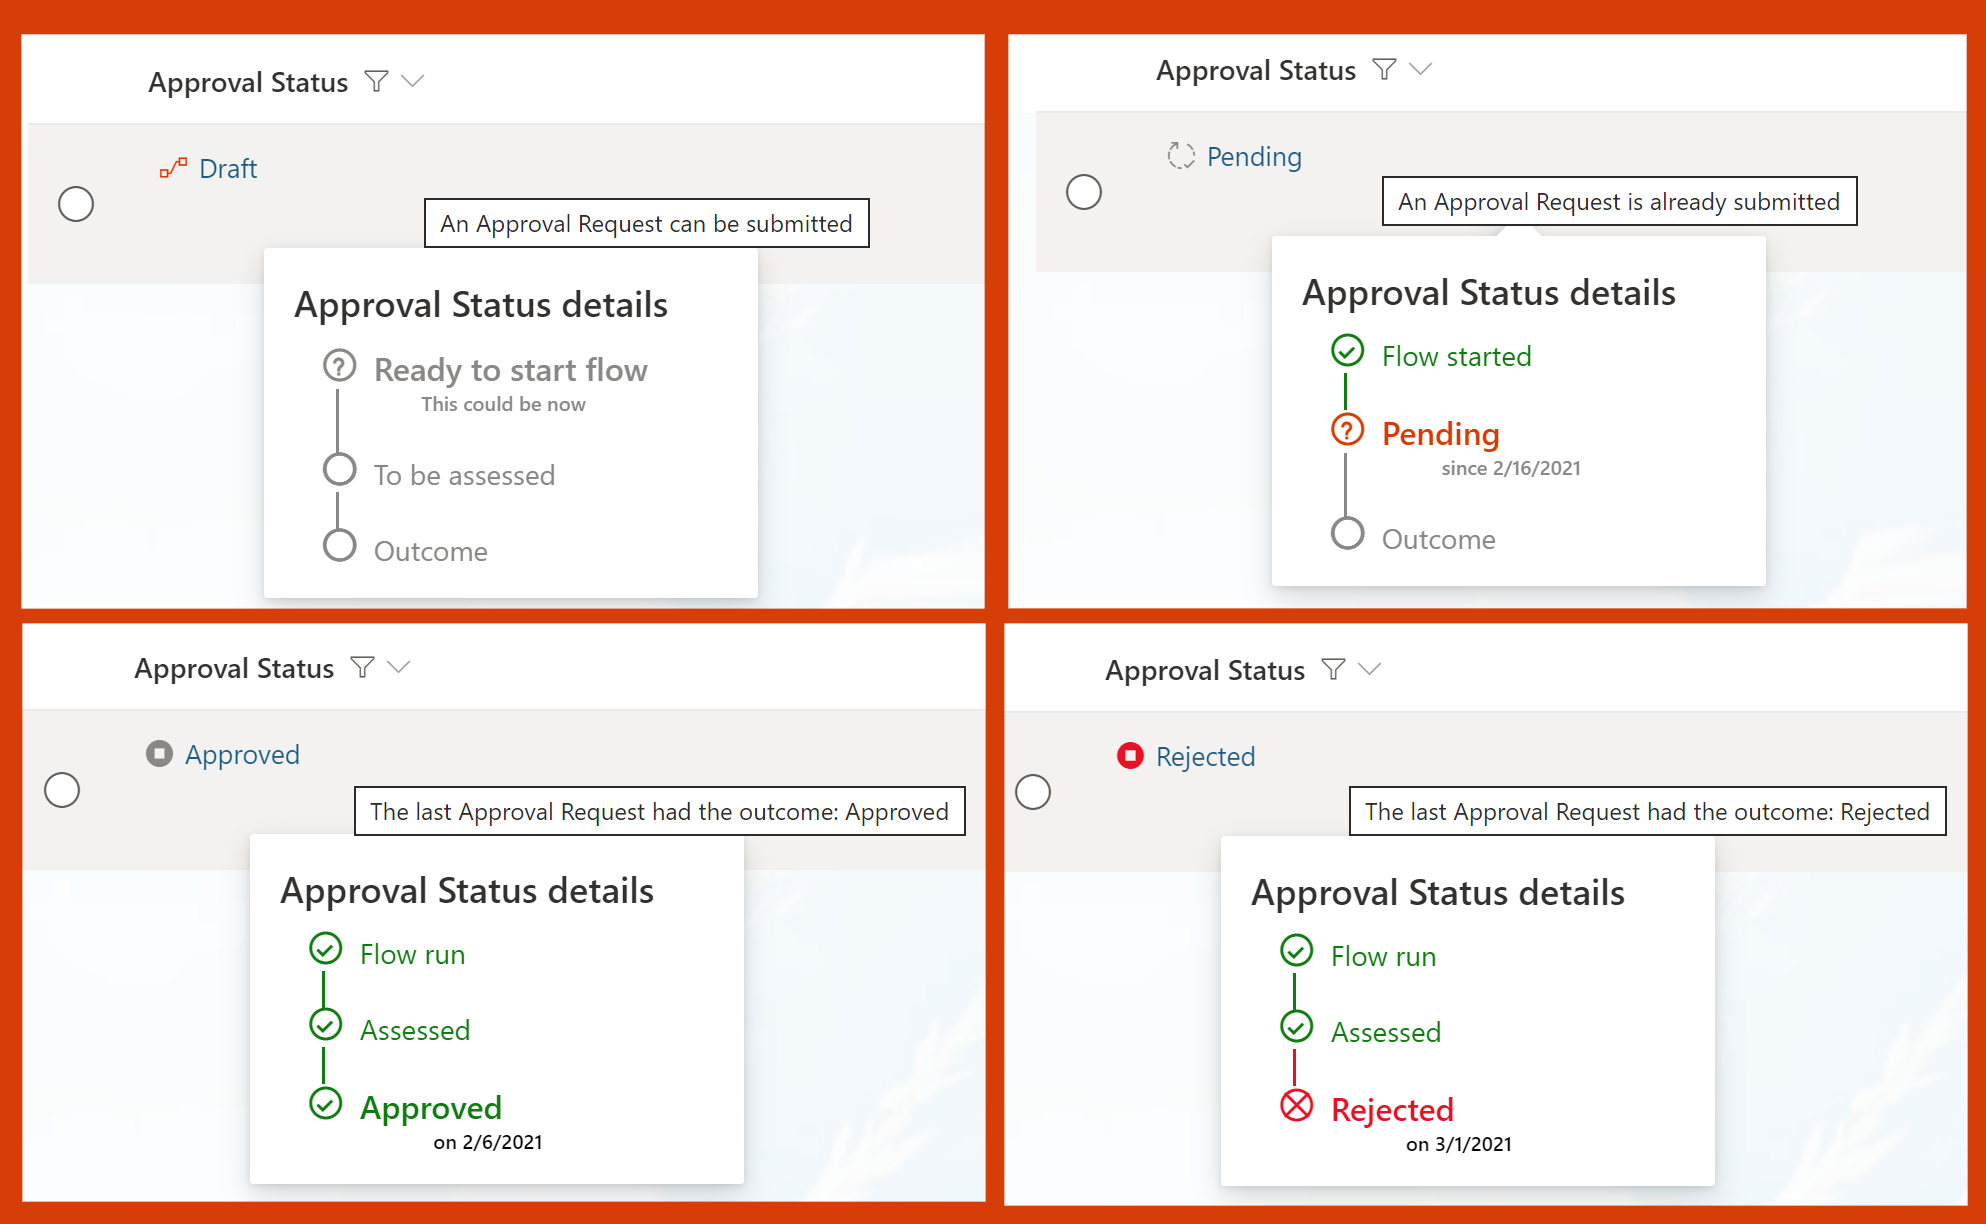 Approval Status
Draft
An Approval Request can be submitted
Approval Status details
Ready to start flow
This could be now
To be assessed
Outcome
Approval Status
Pending
An Approval Request is already submitted
Approval Status details
Flow started
Pending
since 2/16/2021
Outcome
Approval Status
Approved
The last Approval Request had the outcome: Approved
Approval Status details
Flow run
Assessed
Approved
on 2/6/2021
Approval Status
Rejected
The last Approval Request had the outcome: Rejected
Approval Status details
Flow run
Assessed
Rejected
on 3/1/2021